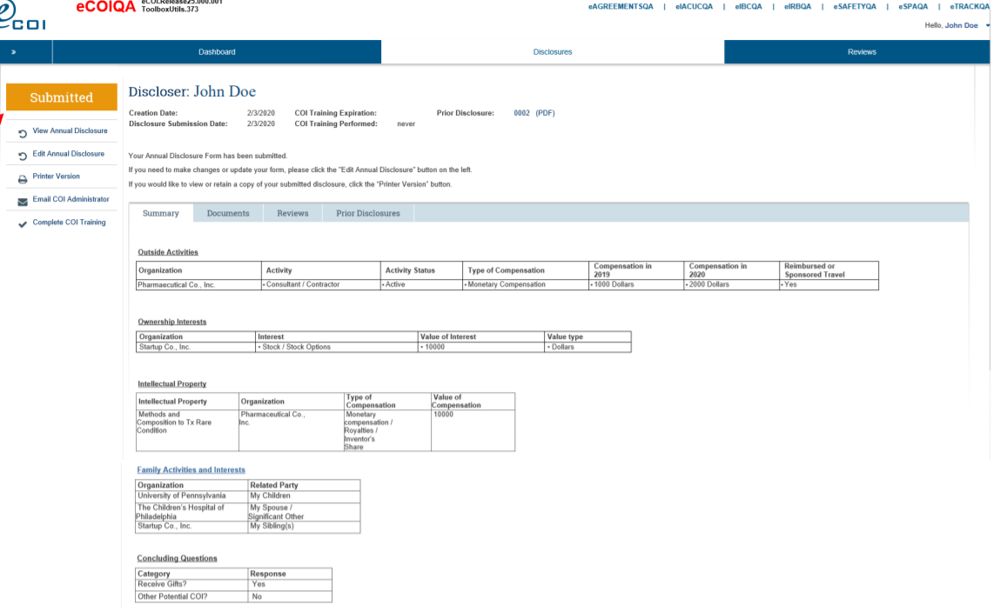 eCOIQA eCOI.Release25.000.001
ToolboxUtils.373
eAGREEMENTSQA | eIACUCQA | eIBCQA | eIRBQA | eSAFETYQA | eSPAQA | eTRACKQA
eCOI
Hello, John Doe
» Dashboard Disclosures Reviews
Submitted
View Annual Disclosure
Edit Annual Disclosure
Printer Version
Email COI Administrator
Complete COI Training
Discloser: John Doe
Creation Date: 2/3/2020 COI Training Expiration: Prior Disclosure: 0002 (PDF)
Disclosure Submission Date: 2/3/2020 COI Training Performed: never
Your Annual Disclosure Form has been submitted.
If you need to make changes or update your form, please click the "Edit Annual Disclosure" button on the left.
If you would like to view or retain a copy of your submitted disclosure, click the "Printer Version" button.
Summary Documents Reviews Prior Disclosures
Outside Activities
Organization Activity Activity Status Type of Compensation Compensation in 2019 Compensation in 2020 Reimbursed or Sponsored Travel
Pharmaecutical Co., Inc. • Consultant / Contractor • Active • Monetary Compensation • 1000 Dollars • 2000 Dollars • Yes
Ownership Interests
Organization Interest Value of Interest Value type
Startup Co., Inc. • Stock / Stock Options • 10000 • Dollars
Intellectual Property
Intellectual Property Organization Type of Compensation Value of Compensation
Methods and Composition to Tx Rare Condition Pharmaceutical Co., Inc. Monetary compensation / Royalties / Inventor's Share 10000
Family Activities and Interests
Organization Related Party
University of Pennsylvania My Children
The Children's Hospital of Philadelphia My Spouse / Significant Other
Startup Co., Inc. My Sibling(s)
Concluding Questions
Category Response
Receive Gifts? Yes
Other Potential COI? No